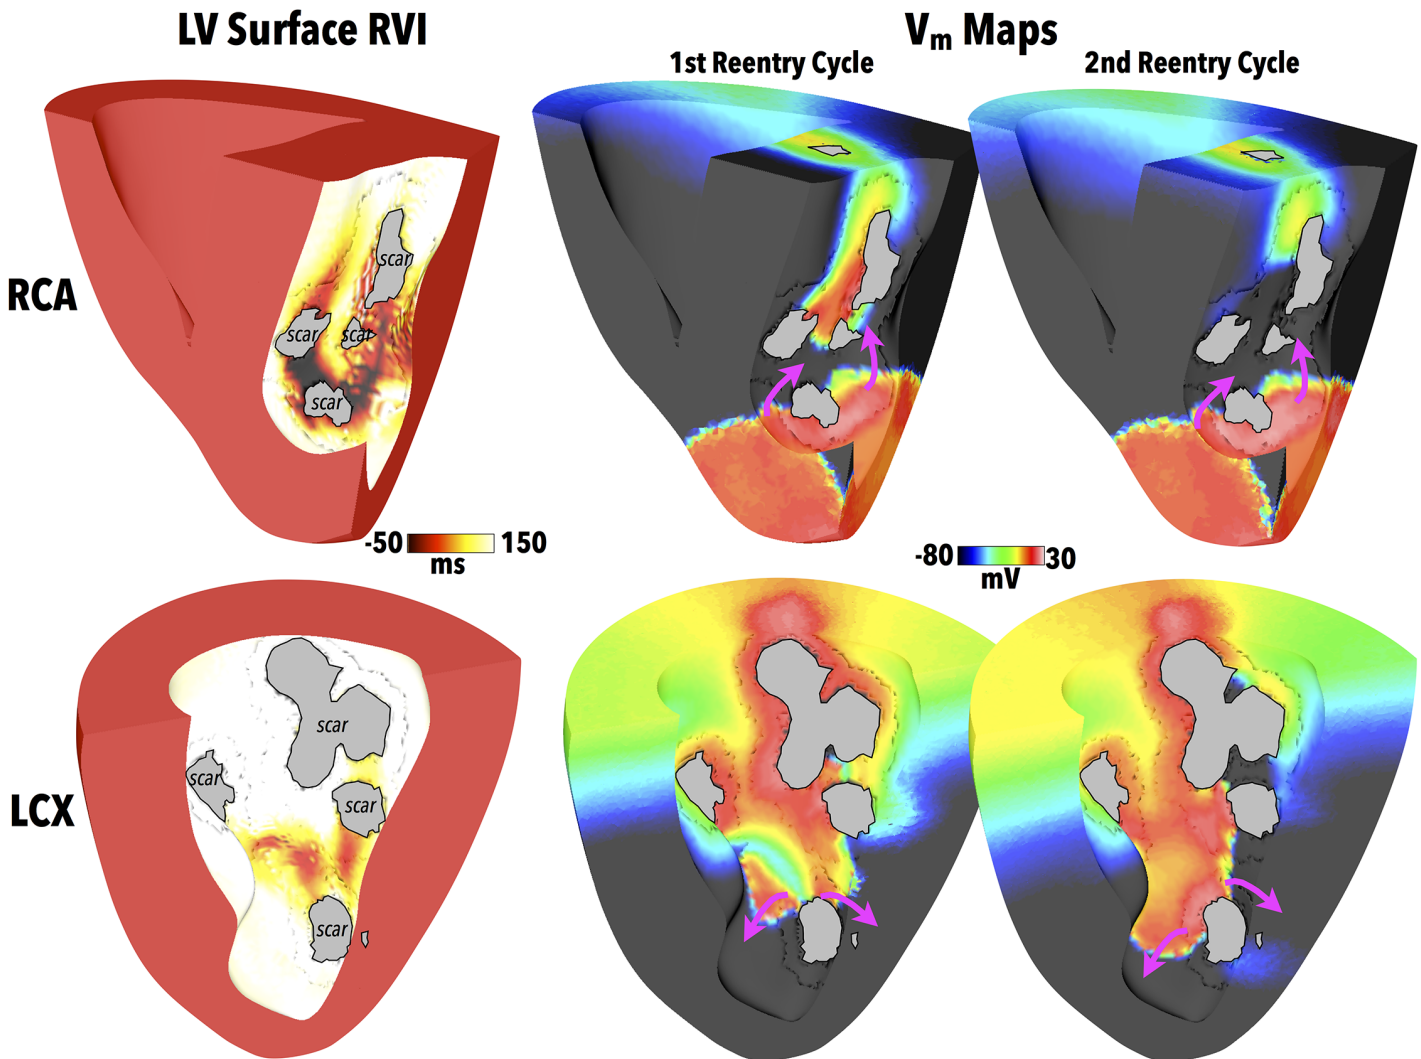 LV Surface RVI
Vm Maps
1st Reentry Cycle
2nd Reentry Cycle
RCA
scar
scar
scar
scar
-50
150
ms
-80
30
mV
LCX
scar
scar
scar
scar